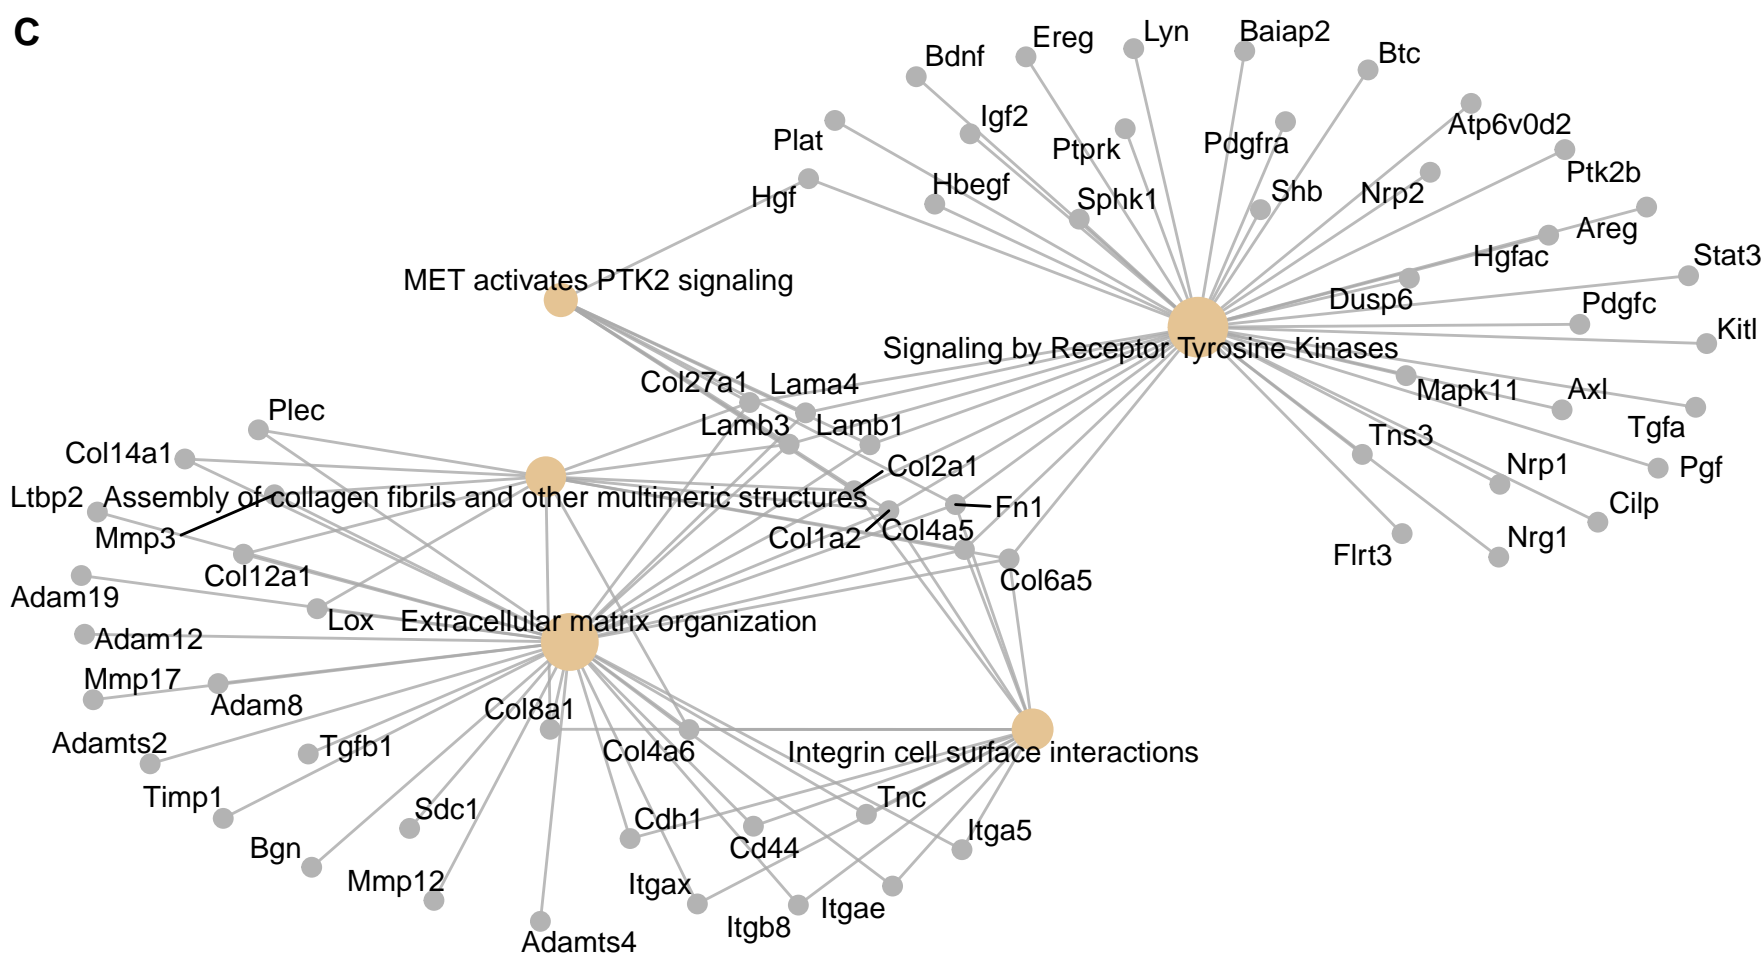 C
Bdnf
Ereg
Lyn
Baiap2
Btc
Plat
Igf2
Ptprk
Pdgfra
Atp6v0d2
Ptk2b
Hgf
Hbegf
Sphk1
Shb
Nrp2
Areg
Hgfac
Stat3
MET activates PTK2 signaling
Dusp6
Pdgfc
Kitl
Signaling by Receptor Tyrosine Kinases
Col27a1
Lama4
Mapk11
Axl
Tgfa
Plec
Lamb3
Lamb1
Tns3
Col14a1
Col2a1
Nrp1
Pgf
Ltbp2
Assembly of collagen fibrils and other multimeric structures
Fn1
Cilp
Mmp3
Col1a2
Col4a5
Flrt3
Nrg1
Col12a1
Col6a5
Adam19
Lox
Extracellular matrix organization
Adam12
Mmp17
Adam8
Col8a1
Adamts2
Tgfb1
Col4a6
Integrin cell surface interactions
Timp1
Sdc1
Tnc
Cdh1
Cd44
Itga5
Bgn
Mmp12
Itgax
Itgb8
Itgae
Adamts4